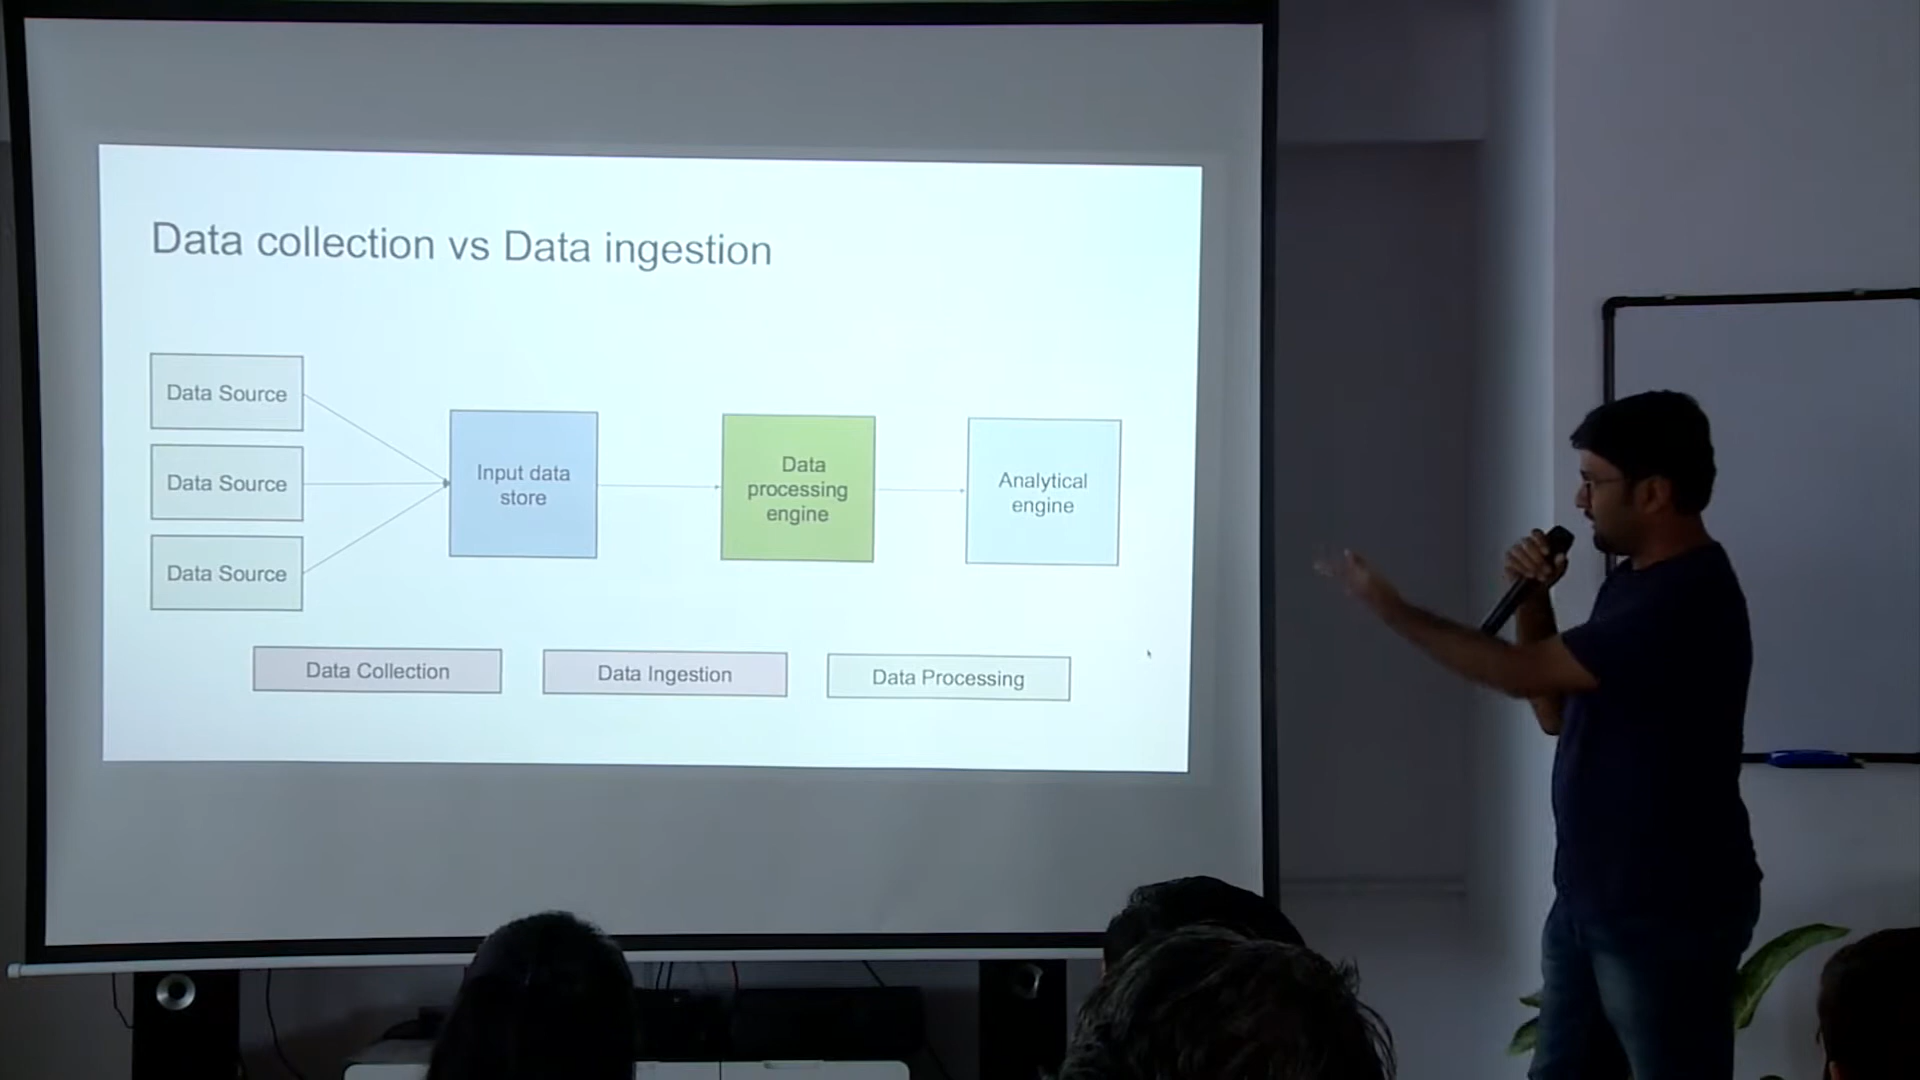 Data collection vs Data ingestion
Data Source
Data Source
Data Source
Input data
store
Data
processing
engine
Analytical
engine
Data Collection
Data Ingestion
Data Processing